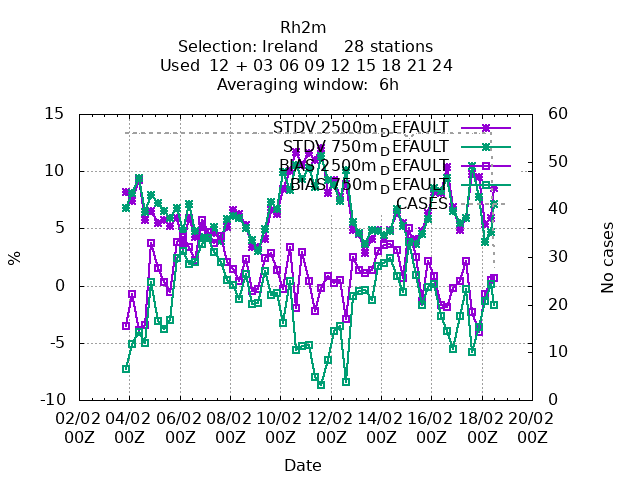 Rh2m
Selection: Ireland 28 stations
Used 12 + 03 06 09 12 15 18 21 24
Averaging window: 6h
STDV 2500m_DEFAULT
STDV 750m_DEFAULT
BIAS 2500m_DEFAULT
BIAS 750m_DEFAULT
CASES
15
10
5
0
-5
-10
%
60
50
40
30
20
10
0
No cases
02/02 04/02 06/02 08/02 10/02 12/02 14/02 16/02 18/02 20/02
00Z 00Z 00Z 00Z 00Z 00Z 00Z 00Z 00Z 00Z
Date